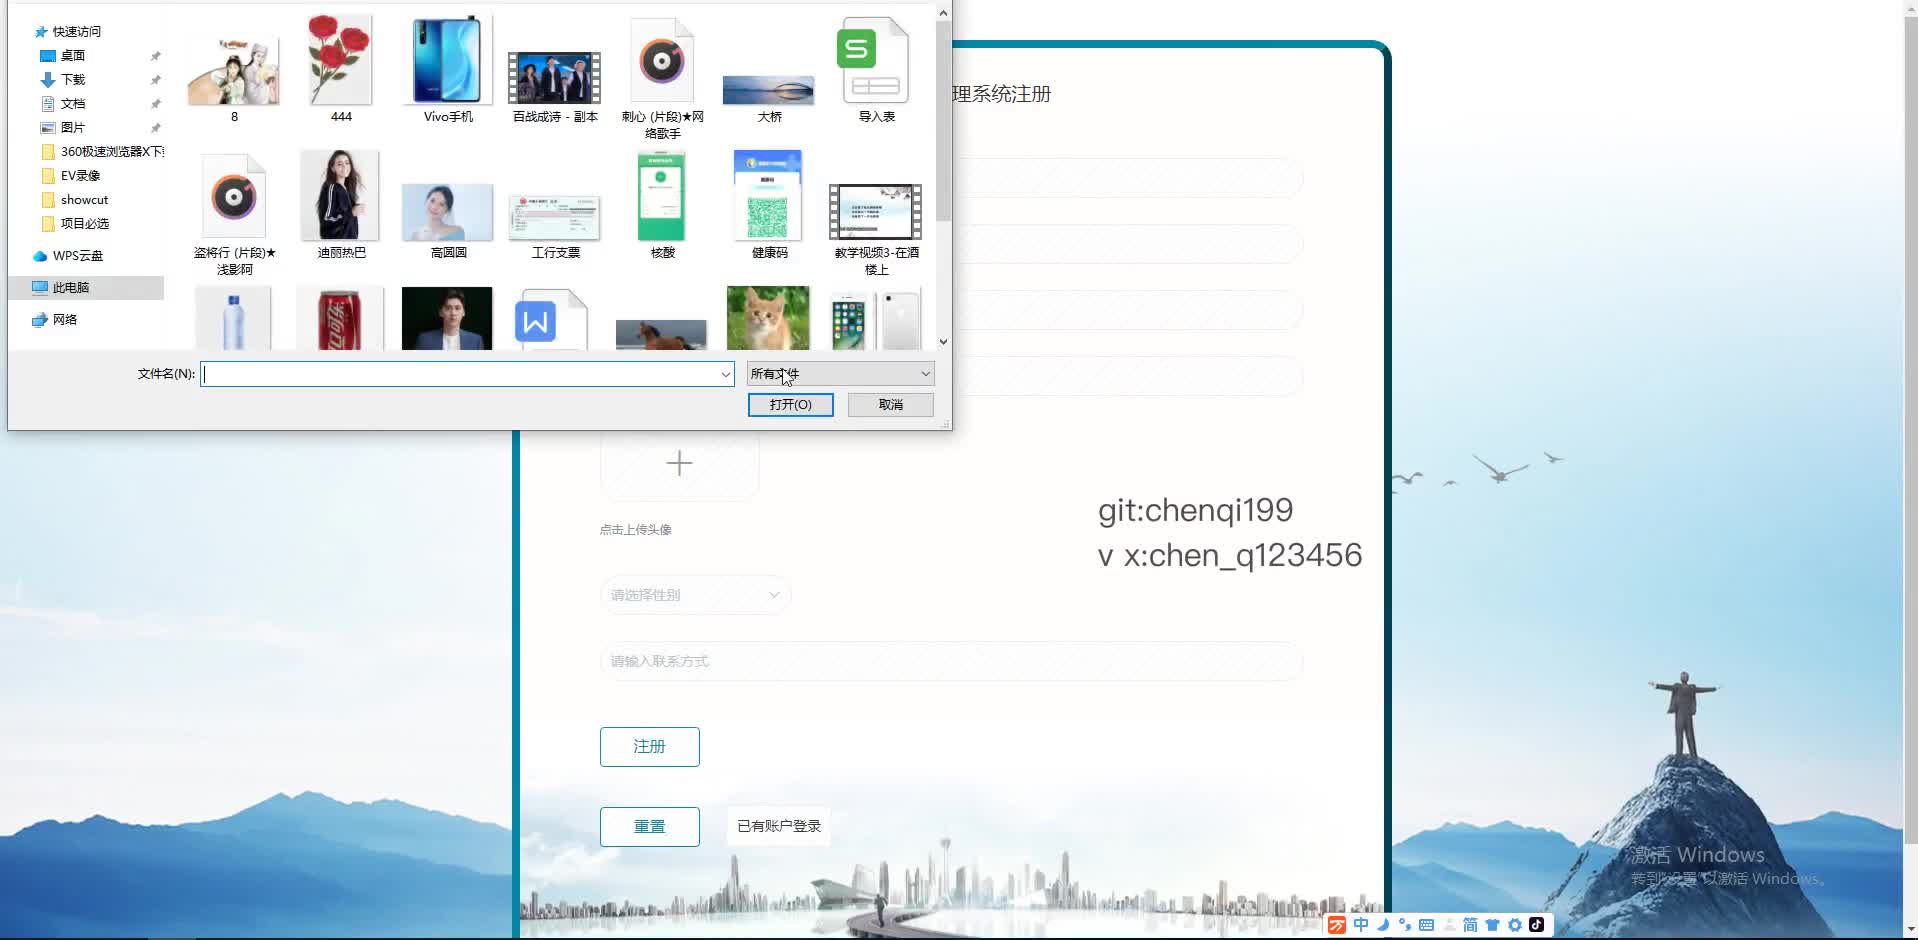 快速访问
桌面
下载
文档
图片
360极速浏览器X下载
EV录像
showcut
项目必选
WPS云盘
此电脑
网络
8
444
Vivo手机
百战成诗 - 副本
刺心 (片段)★网
络歌手
大桥
导入表
盗将行 (片段)★
浅影阿
迪丽热巴
高圆圆
工行支票
核酸
健康码
教学视频3-在酒
楼上
文件名(N):
所有文件
打开(O)
取消
理系统注册
点击上传头像
请选择性别
请输入联系方式
注册
重置
已有账户登录
git:chenqi199
v x:chen_q123456
激活 Windows
转到"设置"以激活 Windows。
中
简